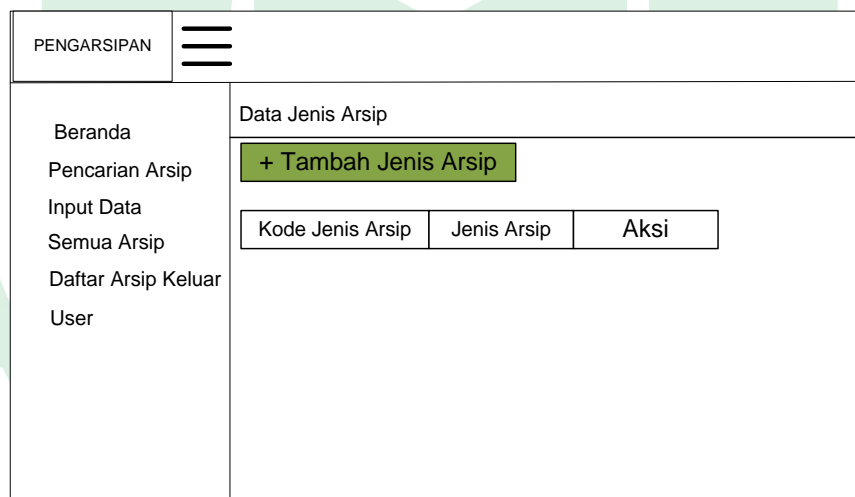 PENGARSIPAN
Beranda
Pencarian Arsip
Input Data
Semua Arsip
Daftar Arsip Keluar
User
Data Jenis Arsip
+ Tambah Jenis Arsip
Kode Jenis Arsip Jenis Arsip Aksi